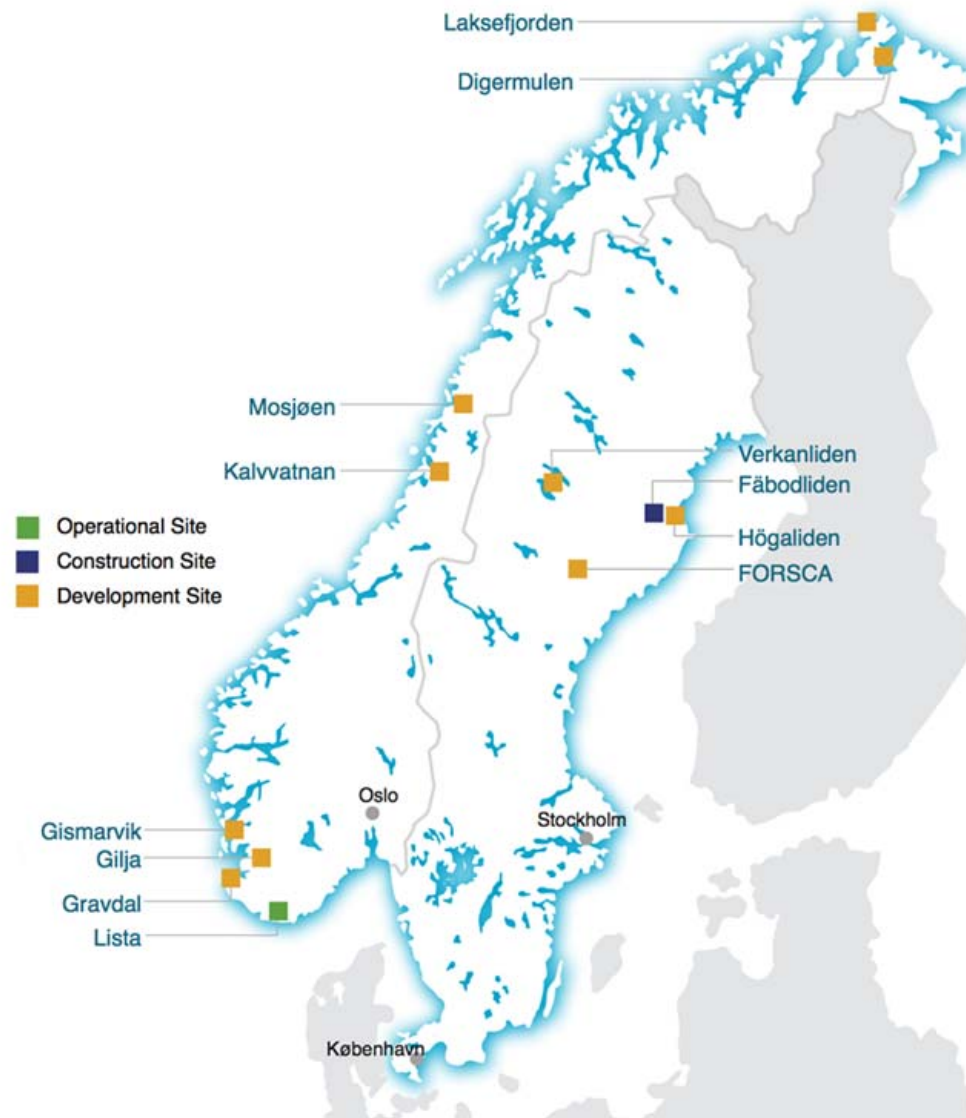 Laksefjorden
Digermulen
Mosjøen
Kalvvatnan
Verkanliden
Fäbodliden
Högaliden
FORSCA
Operational Site
Construction Site
Development Site
Oslo
Stockholm
Gismarvik
Gilja
Gravdal
Lista
København